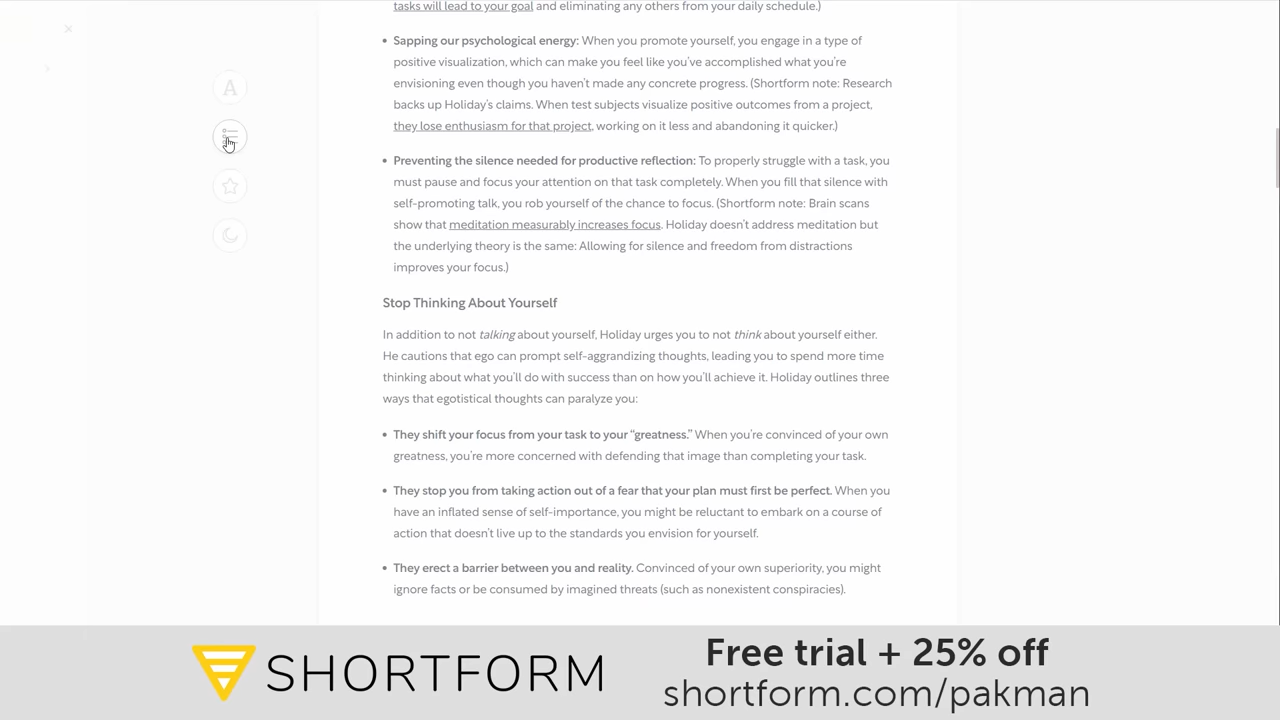 tasks will lead to your goal and eliminating any others from your daily schedule.)
• Sapping our psychological energy: When you promote yourself, you engage in a type of
positive visualization, which can make you feel like you've accomplished what you're
envisioning even though you haven't made any concrete progress. (Shortform note: Research
backs up Holiday's claims. When test subjects visualize positive outcomes from a project,
they lose enthusiasm for that project, working on it less and abandoning it quicker.)
• Preventing the silence needed for productive reflection: To properly struggle with a task, you
must pause and focus your attention on that task completely. When you fill that silence with
self-promoting talk, you rob yourself of the chance to focus. (Shortform note: Brain scans
show that meditation measurably increases focus. Holiday doesn't address meditation but
the underlying theory is the same: Allowing for silence and freedom from distractions
improves your focus.)
Stop Thinking About Yourself
In addition to not talking about yourself, Holiday urges you to not think about yourself either.
He cautions that ego can prompt self-aggrandizing thoughts, leading you to spend more time
thinking about what you'll do with success than on how you'll achieve it. Holiday outlines three
ways that egotistical thoughts can paralyze you:
• They shift your focus from your task to your "greatness." When you're convinced of your own
greatness, you're more concerned with defending that image than completing your task.
• They stop you from taking action out of a fear that your plan must first be perfect. When you
have an inflated sense of self-importance, you might be reluctant to embark on a course of
action that doesn't live up to the standards you envision for yourself.
• They erect a barrier between you and reality. Convinced of your own superiority, you might
ignore facts or be consumed by imagined threats (such as nonexistent conspiracies).
A
SHORTFORM
Free trial + 25% off
shortform.com/pakman